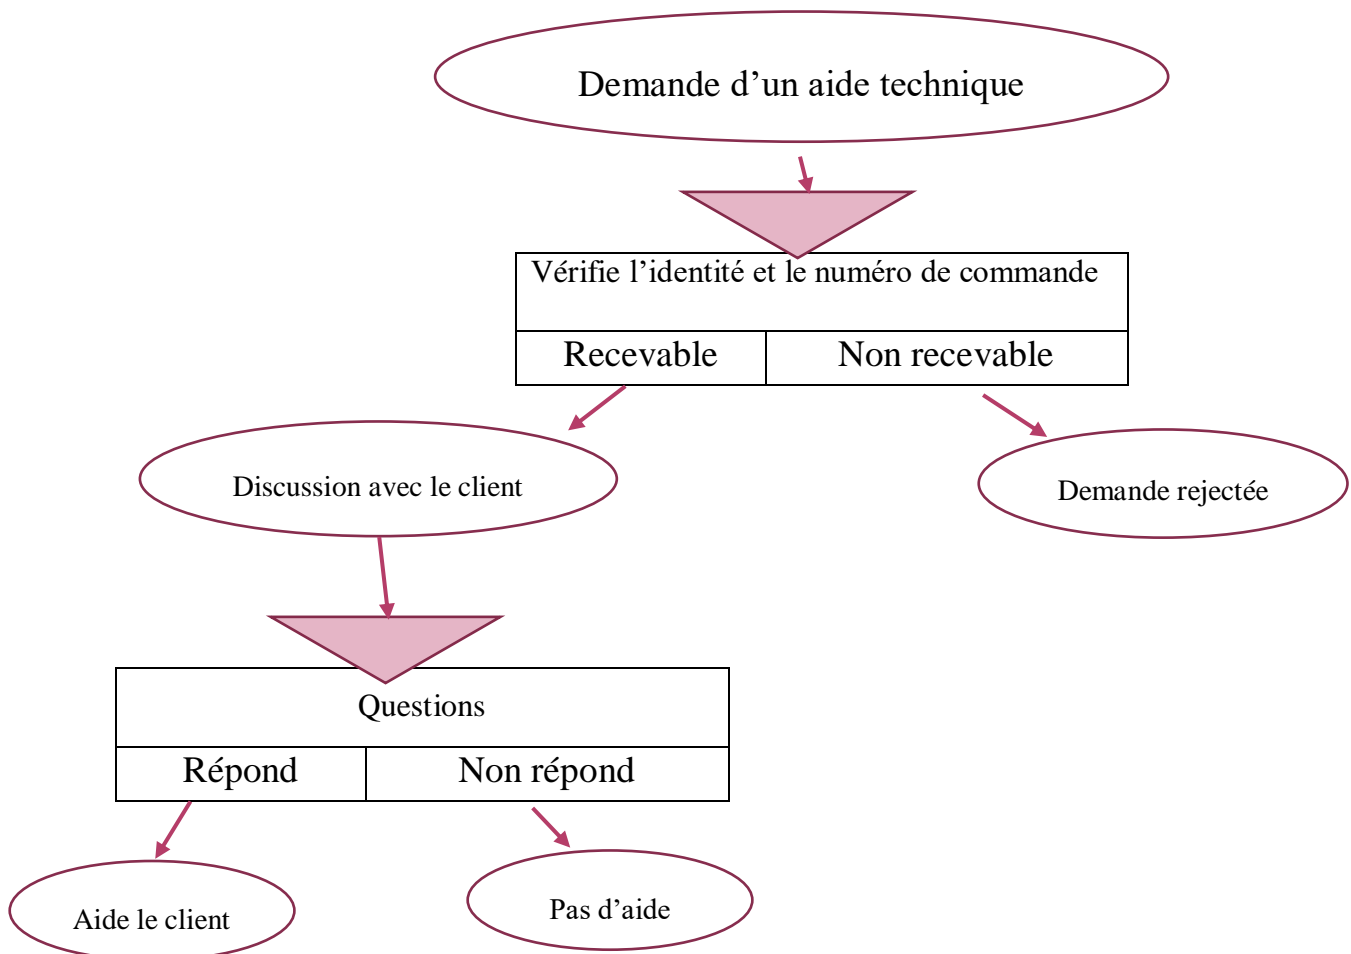 Demande d’un aide technique
Vérifie l’identité et le numéro de commande
Recevable
Non recevable
Discussion avec le client
Demande rejectée
Questions
Répond
Non répond
Aide le client
Pas d’aide